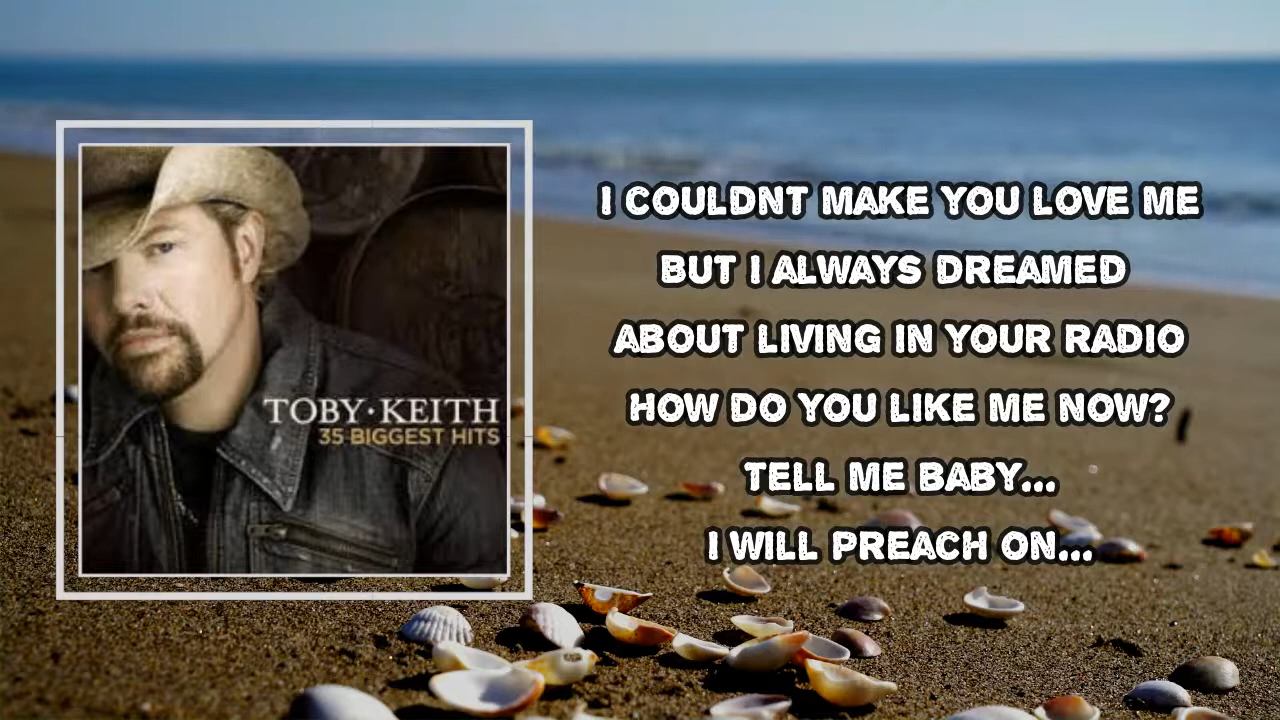 TOBY·KEITH
35 BIGGEST HITS
I COULDNT MAKE YOU LOVE ME
BUT I ALWAYS DREAMED
ABOUT LIVING IN YOUR RADIO
HOW DO YOU LIKE ME NOW?
TELL ME BABY...
I WILL PREACH ON...